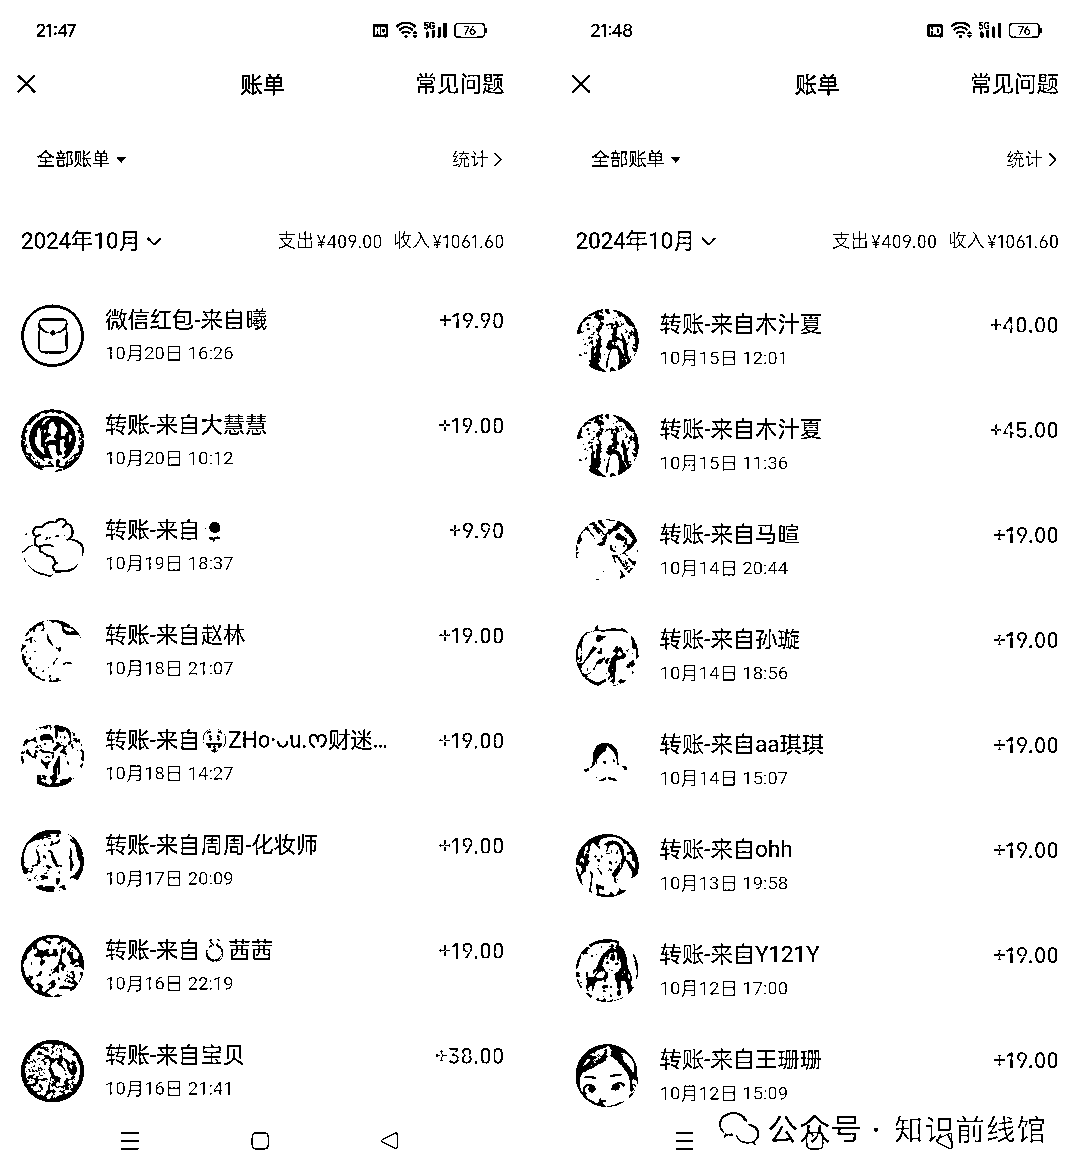 21:47
HD 5G 76
账单
常见问题
全部账单
统计
2024年10月
支出¥409.00 收入¥1061.60
微信红包-来自曦
+19.90
10月20日 16:26
转账-来自大慧慧
+19.00
10月20日 10:12
转账-来自
+9.90
10月19日 18:37
转账-来自赵林
+19.00
10月18日 21:07
转账-来自🤑ZHo·ᴗu.ෆ财迷...
+19.00
10月18日 14:27
转账-来自周周-化妆师
+19.00
10月17日 20:09
转账-来自 茜茜
+19.00
10月16日 22:19
转账-来自宝贝
+38.00
10月16日 21:41
21:48
HD 5G 76
账单
常见问题
全部账单
统计
2024年10月
支出¥409.00 收入¥1061.60
转账-来自木汁夏
+40.00
10月15日 12:01
转账-来自木汁夏
+45.00
10月15日 11:36
转账-来自马暄
+19.00
10月14日 20:44
转账-来自孙璇
+19.00
10月14日 18:56
转账-来自aa琪琪
+19.00
10月14日 15:07
转账-来自ohh
+19.00
10月13日 19:58
转账-来自Y121Y
+19.00
10月12日 17:00
转账-来自王珊珊
+19.00
10月12日 15:09
公众号 · 知识前线馆